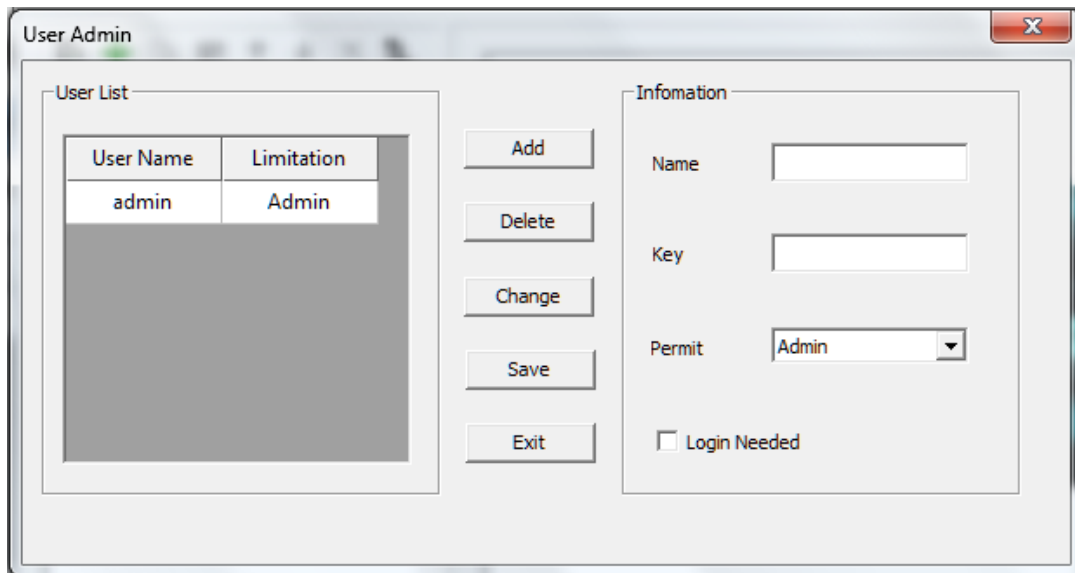 User Admin
User List
User Name Limitation
admin Admin
Add
Delete
Change
Save
Exit
Infomation
Name
Key
Permit Admin
Login Needed